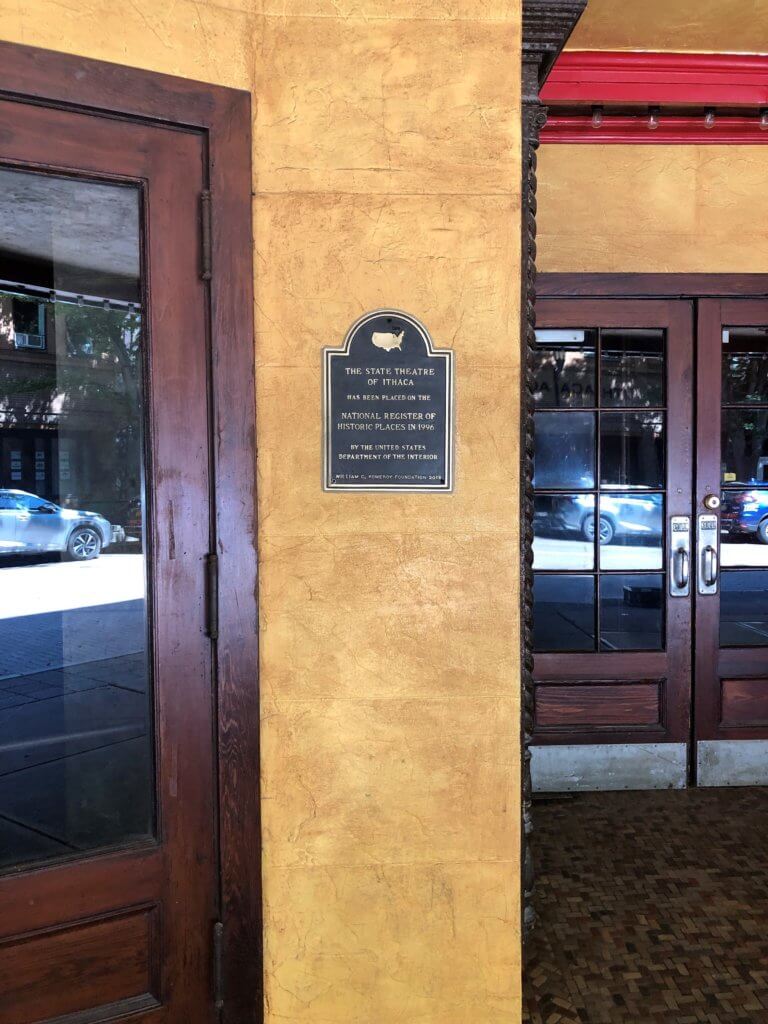 THE STATE THEATRE
OF ITHACA
HAS BEEN PLACED ON THE
NATIONAL REGISTER OF
HISTORIC PLACES IN 1996
BY THE UNITED STATES
DEPARTMENT OF THE INTERIOR
WILLIAM G. POMEROY FOUNDATION 2019